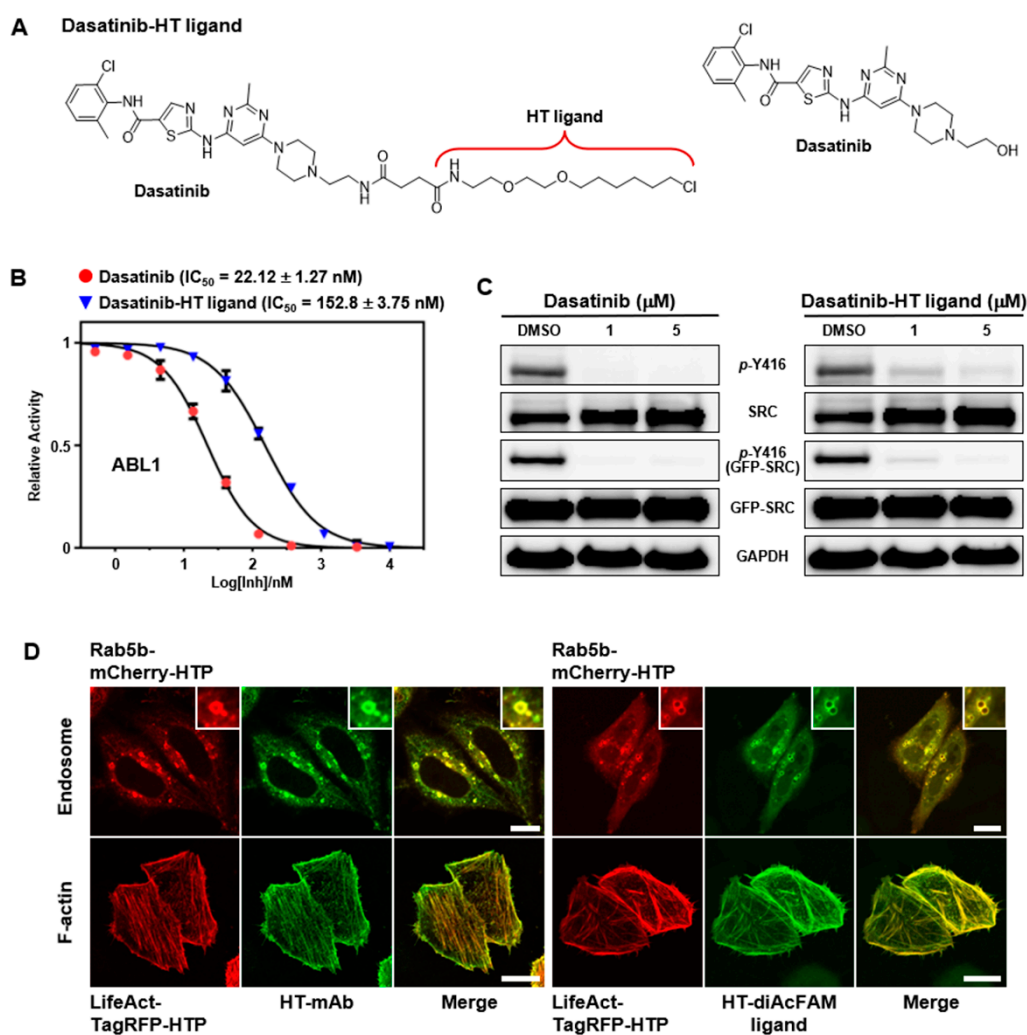 A
Dasatinib-HT ligand
Cl
NH
O
S
N
N
H
N
N
N
N
Dasatinib
N
H
O
O
H
N
O
O
Cl
HT ligand
Cl
NH
O
S
N
N
H
N
N
N
N
OH
Dasatinib
B
Dasatinib (IC50 = 22.12 ± 1.27 nM)
Dasatinib-HT ligand (IC50 = 152.8 ± 3.75 nM)
Relative Activity
1
0.5
0
ABL1
0 1 2 3 4
Log[Inh]/nM
C
Dasatinib (μM)
DMSO 1 5
Dasatinib-HT ligand (μM)
DMSO 1 5
p-Y416
SRC
p-Y416
(GFP-SRC)
GFP-SRC
GAPDH
D
Rab5b-
mCherry-HTP
Rab5b-
mCherry-HTP
Endosome
F-actin
LifeAct-
TagRFP-HTP
HT-mAb
Merge
LifeAct-
TagRFP-HTP
HT-diAcFAM
ligand
Merge